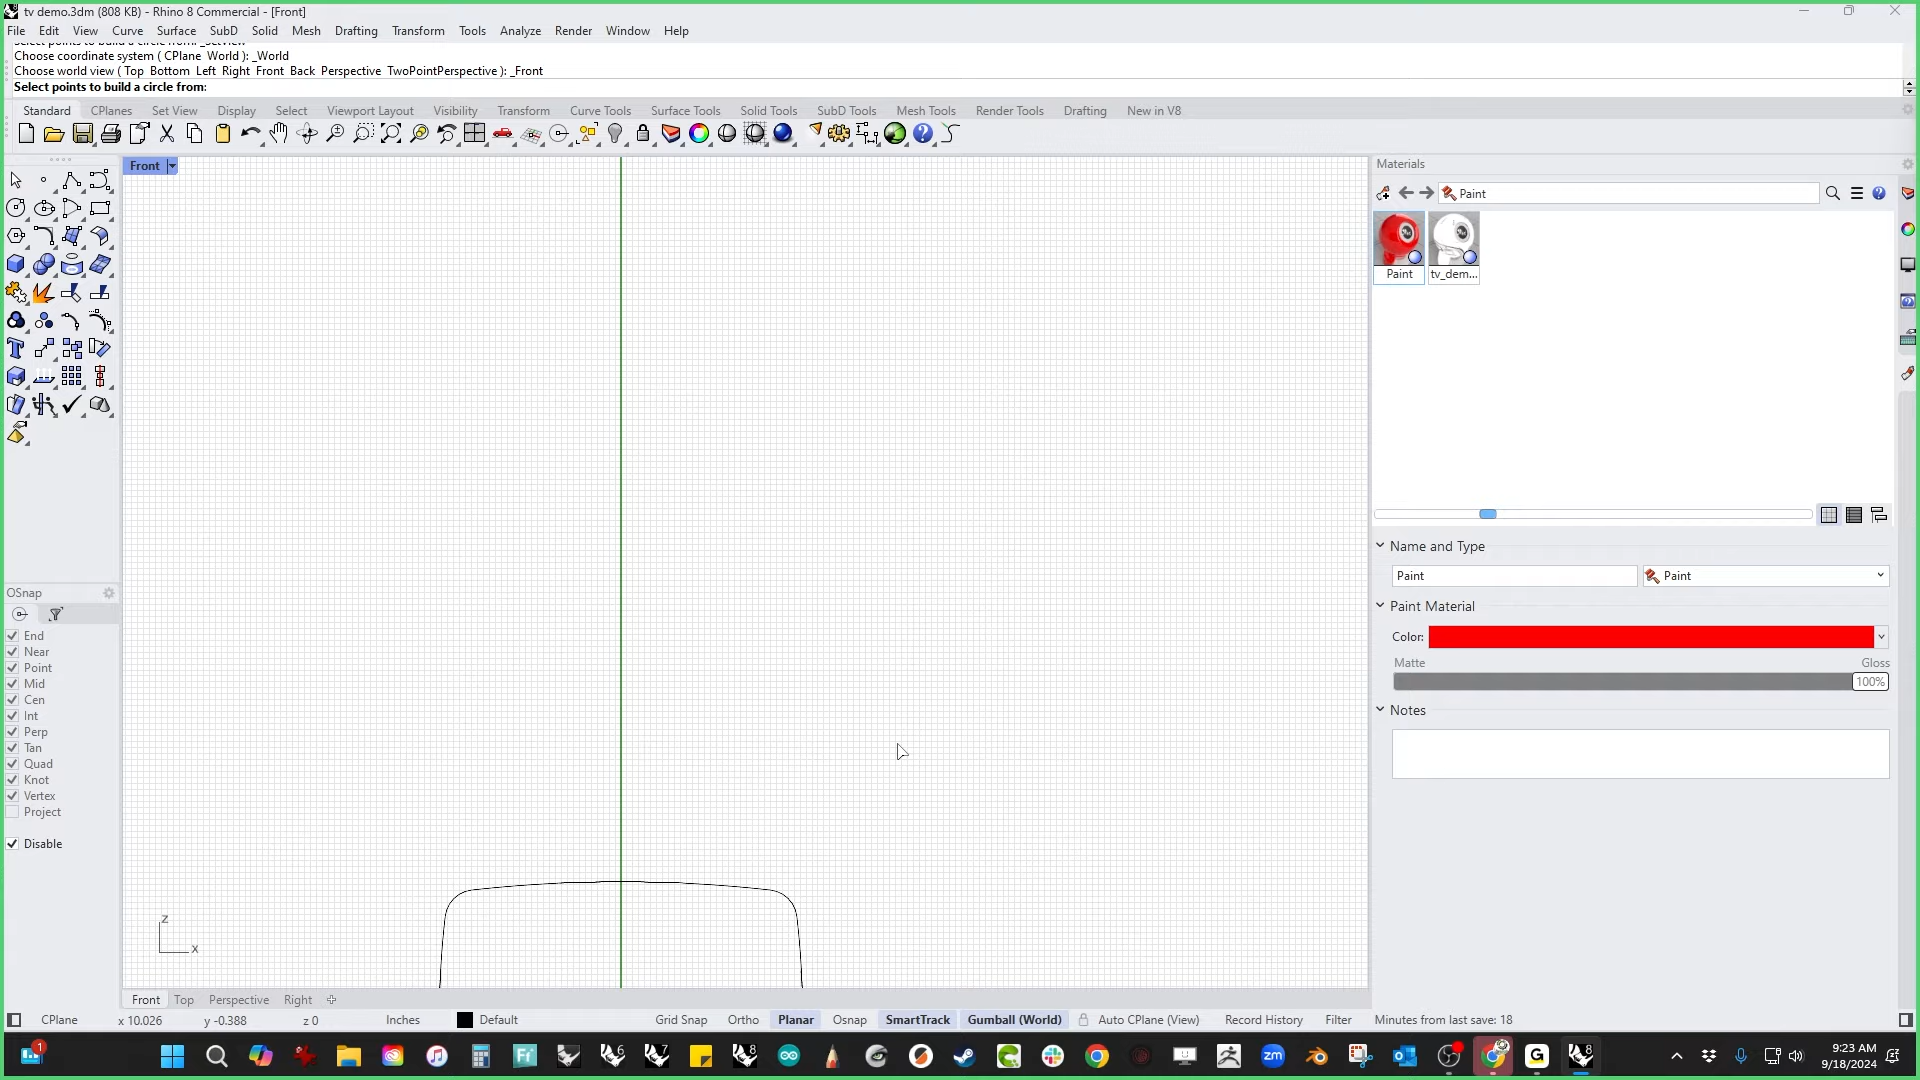 tv demo.3dm (808 KB) - Rhino 8 Commercial - [Front]
File Edit View Curve Surface SubD Solid Mesh Drafting Transform Tools Analyze Render Window Help
Select points to build a circle from: _SetView
Choose coordinate system ( CPlane World ): _World
Choose world view ( Top Bottom Left Right Front Back Perspective TwoPointPerspective ): _Front
Select points to build a circle from:
Standard CPlanes Set View Display Select Viewport Layout Visibility Transform Curve Tools Surface Tools Solid Tools SubD Tools Mesh Tools Render Tools Drafting New in V8
Front
Materials
Paint
Paint tv_dem...
Name and Type
Paint Paint
Paint Material
Color:
Matte Gloss
100%
Notes
OSnap
End
Near
Point
Mid
Cen
Int
Perp
Tan
Quad
Knot
Vertex
Project
Disable
z
x
Front Top Perspective Right
CPlane x 10.026 y -0.388 z 0 Inches Default Grid Snap Ortho Planar Osnap SmartTrack Gumball (World) Auto CPlane (View) Record History Filter Minutes from last save: 18
9:23 AM
9/18/2024